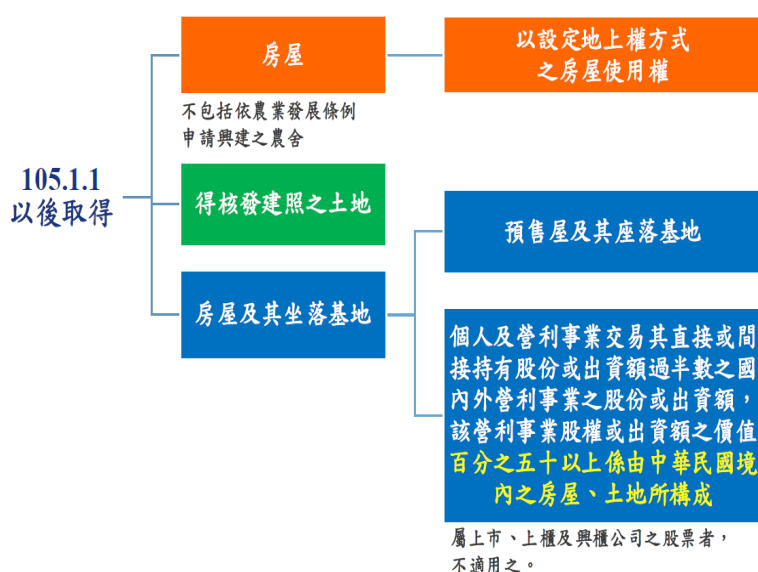 105.1.1
以後取得
房屋
不包括依農業發展條例
申請興建之農舍
得核發建照之土地
房屋及其坐落基地
以設定地上權方式
之房屋使用權
預售屋及其座落基地
個人及營利事業交易其直接或間
接持有股份或出資額過半數之國
內外營利事業之股份或出資額，
該營利事業股權或出資額之價值
百分之五十以上係由中華民國境
內之房屋、土地所構成
屬上市、上櫃及興櫃公司之股票者，
不適用之。